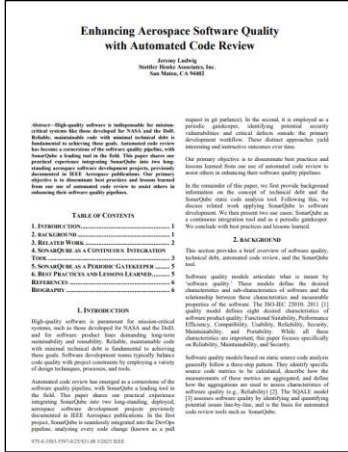 Enhancing Aerospace Software Quality
with Automated Code Review
Jeremy Ludwig
Stottler Henke Associates, Inc.
San Mateo, CA 94402
Abstract—High-quality software is indispensable for mission-
critical systems like those developed for NASA and the DoD.
Reliable, maintainable code with minimal technical debt is
fundamental to achieving these goals. Automated code review
has become a cornerstone of the software quality pipeline, with
SonarQube a leading tool in the field. This paper shares our
practical experience integrating SonarQube into two long-
standing aerospace software development projects, previously
documented in IEEE Aerospace publications. Our primary
objective is to disseminate best practices and lessons learned
from our use of automated code review to assist others in
enhancing their software quality pipelines.
TABLE OF CONTENTS
1. INTRODUCTION 1
2. BACKGROUND 1
3. RELATED WORK 2
4. SONARQUBE AS A CONTINUOUS INTEGRATION
TOOL 3
5. SONARQUBE AS A PERIODIC GATEKEEPER 5
6. BEST PRACTICES AND LESSONS LEARNED 5
REFERENCES 6
BIOGRAPHY 6
1. INTRODUCTION
High-quality software is paramount for mission-critical
systems, such as those developed for NASA and the DoD,
and for software product lines demanding long-term
sustainability and reusability. Reliable, maintainable code
with minimal technical debt is fundamental to achieving
these goals. Software development teams typically balance
code quality with project constraints by employing a variety
of design techniques, processes, and tools.
Automated code review has emerged as a cornerstone of the
software quality pipeline, with SonarQube a leading tool in
the field. This paper shares our practical experience
integrating SonarQube into two long-standing, deployed,
aerospace software development projects previously
documented in IEEE Aerospace publications. In the first
project, SonarQube is seamlessly integrated into the DevOps
pipeline, analyzing every code change (known as a pull
request in git parlance). In the second, it is employed as a
periodic gatekeeper, identifying potential security
vulnerabilities and critical defects outside the primary
development workflow. These distinct approaches yield
interesting and instructive outcomes over time.
Our primary objective is to disseminate best practices and
lessons learned from our use of automated code review to
assist others in enhancing their software quality pipelines.
In the remainder of this paper, we first provide background
information on the concept of technical debt and the
SonarQube static code analysis tool. Following this, we
discuss related work applying SonarQube to software
development. We then present two use cases: SonarQube as
a continuous integration tool and as a periodic gatekeeper.
We conclude with best practices and lessons learned.
2. BACKGROUND
This section provides a brief overview of software quality,
technical debt, automated code review, and the SonarQube
tool.
Software quality models articulate what is meant by
'software quality.' These models define the desired
characteristics and sub-characteristics of software and the
relationship between these characteristics and measurable
properties of the software. The ISO-IEC 25010: 2011 [1]
quality model defines eight desired characteristics of
software product quality: Functional Suitability, Performance
Efficiency, Compatibility, Usability, Reliability, Security,
Maintainability, and Portability. While all these
characteristics are important, this paper focuses specifically
on Reliability, Maintainability, and Security.
Software quality models based on static source code analysis
generally follow a three-step pattern. They identify specific
source code metrics to be calculated, describe how the
measurements of these metrics are aggregated, and define
how the aggregations are used to assess characteristics of
software quality (e.g., Reliability) [2]. The SQALE model
[3] assesses software quality by identifying and quantifying
potential issues line-by-line, and is the basis for automated
code review tools such as SonarQube.
979-8-3503-5597-0/25/$31.00 ©2025 IEEE